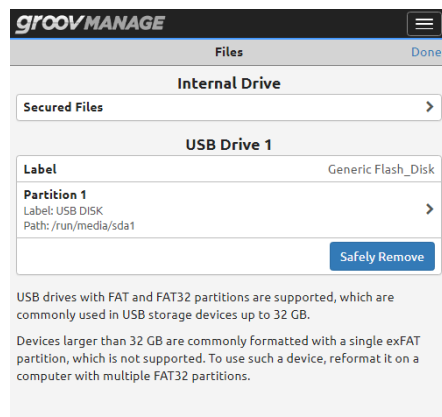 groov MANAGE
Files
Done
Internal Drive
Secured Files
USB Drive 1
Label
Generic Flash_Disk
Partition 1
Label: USB DISK
Path: /run/media/sda1
Safely Remove
USB drives with FAT and FAT32 partitions are supported, which are
commonly used in USB storage devices up to 32 GB.
Devices larger than 32 GB are commonly formatted with a single exFAT
partition, which is not supported. To use such a device, reformat it on a
computer with multiple FAT32 partitions.